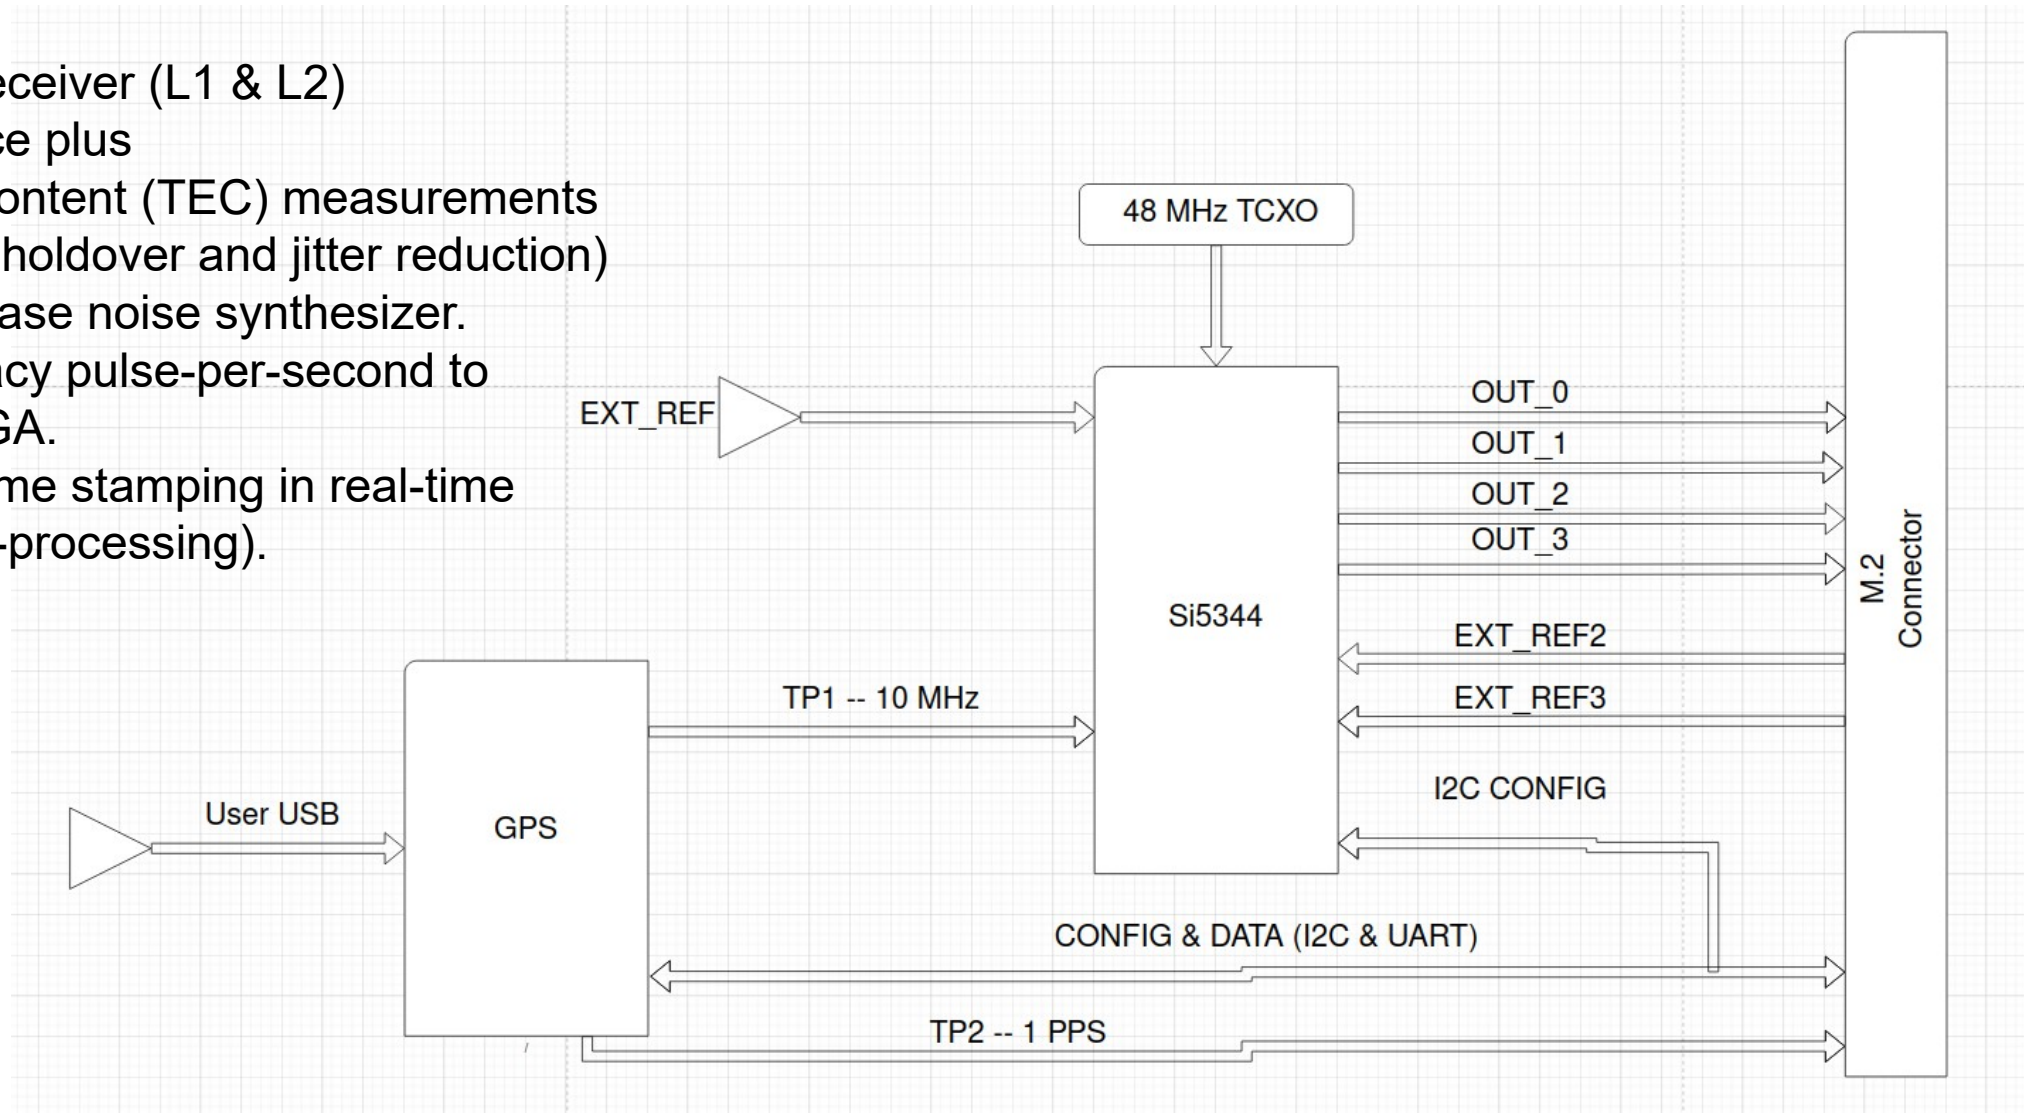 eceiver (L1 & L2)
ce plus
ontent (TEC) measurements
holdover and jitter reduction)
ase noise synthesizer.
acy pulse-per-second to
GA.
me stamping in real-time
-processing).
48 MHz TCXO
EXT_REF
OUT_0
OUT_1
OUT_2
OUT_3
Si5344
M.2
Connector
EXT_REF2
EXT_REF3
TP1 -- 10 MHz
I2C CONFIG
User USB
GPS
CONFIG & DATA (I2C & UART)
TP2 -- 1 PPS